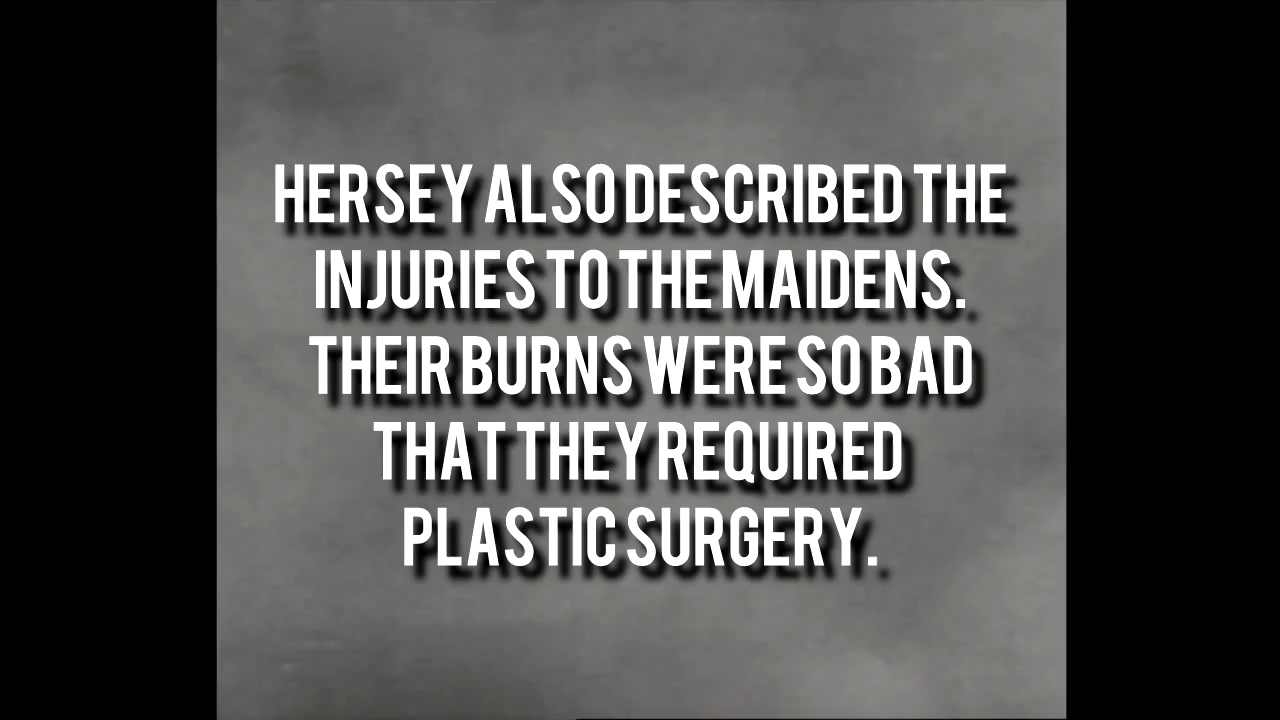 HERSEY ALSO DESCRIBED THE
INJURIES TO THE MAIDENS.
THEIR BURNS WERE SO BAD
THAT THEY REQUIRED
PLASTIC SURGERY.